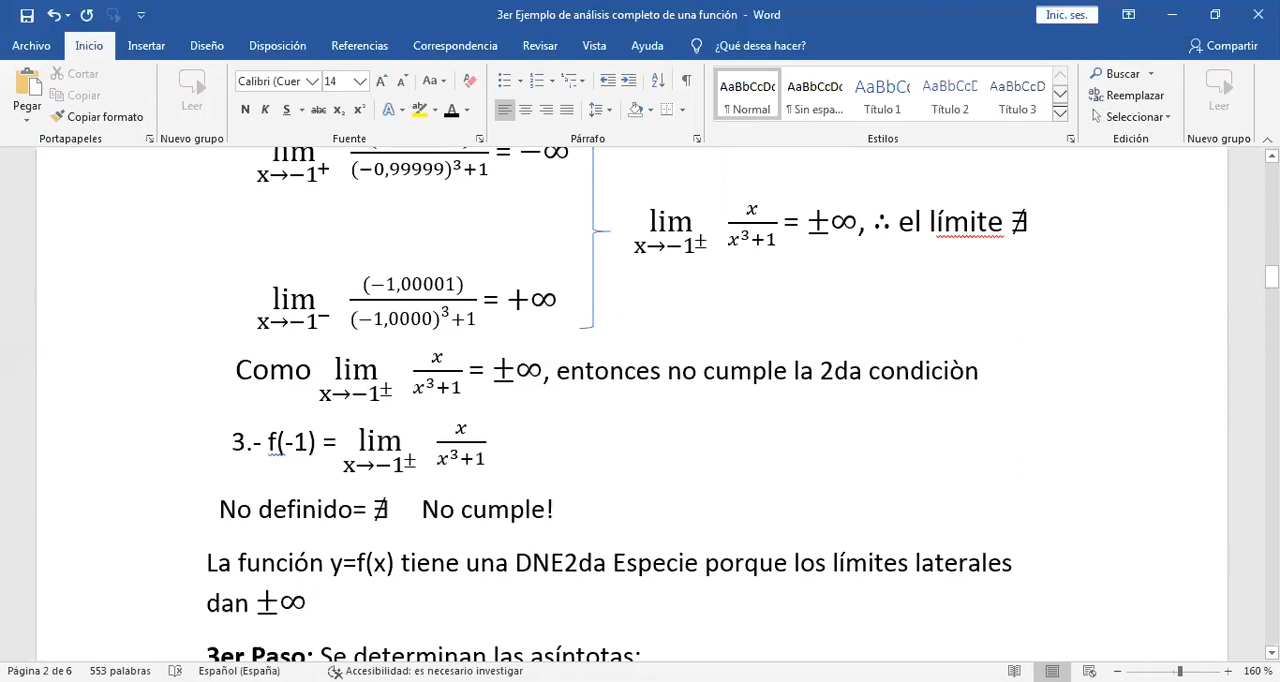 3er Ejemplo de análisis completo de una función - Word
Inic. ses.
Archivo Inicio Insertar Diseño Disposición Referencias Correspondencia Revisar Vista Ayuda ¿Qué desea hacer? Compartir
Pegar
Cortar
Copiar
Copiar formato
Portapapeles
Leer
Nuevo grupo
Calibri (Cuer 14
N K S abc x₂ x²
Fuente
Párrafo
AaBbCcDc AaBbCcDc AaBbCc AaBbCcD AaBbCcD
¶ Normal ¶ Sin espa... Título 1 Título 2 Título 3
Estilos
Buscar
Reemplazar
Seleccionar
Edición
Leer
Nuevo grupo
lim x→−1⁺ (−0,99999)³+1 = −∞
lim x→−1± x/(x³+1) = ±∞, ∴ el límite ∄
lim x→−1⁻ (−1,00001)/((−1,0000)³+1) = +∞
Como lim x→−1± x/(x³+1) = ±∞, entonces no cumple la 2da condiciòn
3.- f(-1) = lim x→−1± x/(x³+1)
No definido= ∄ No cumple!
La función y=f(x) tiene una DNE2da Especie porque los límites laterales
dan ±∞
3er Paso: Se determinan las asíntotas:
Página 2 de 6 553 palabras Español (España) Accesibilidad: es necesario investigar 160 %